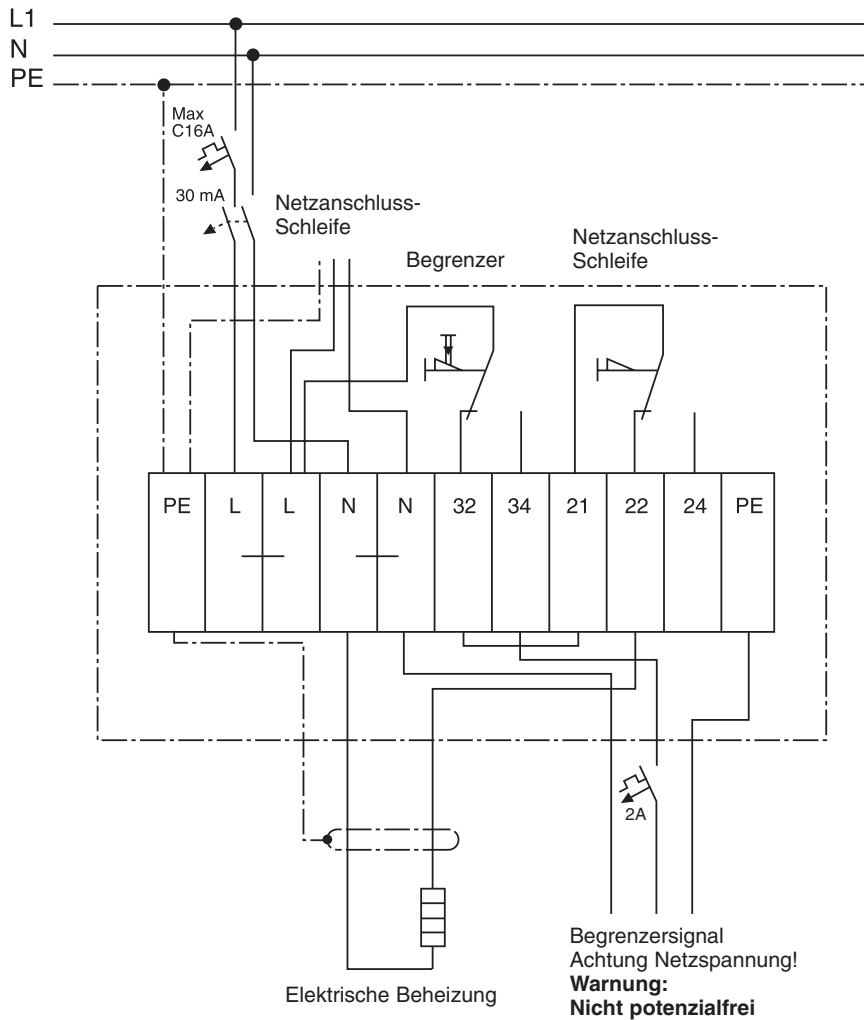 L1
N
PE
Max
C16A
30 mA
Netzanschluss-
Schleife
Begrenzer
Netzanschluss-
Schleife
PE L L N N 32 34 21 22 24 PE
2A
Begrenzersignal
Achtung Netzspannung!
Warnung:
Nicht potenzialfrei
Elektrische Beheizung